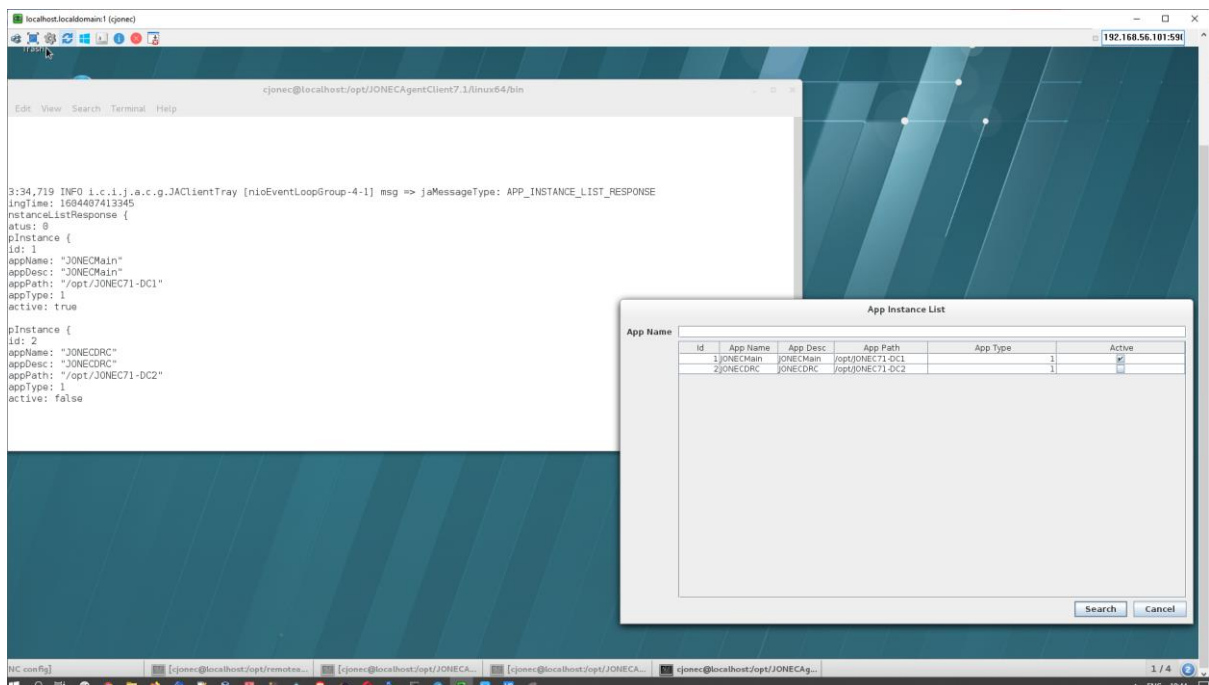 localhost.localdomain:1 (cjonec)
192.168.56.101:590
Trash
cjonec@localhost:/opt/JONECAgentClient7.1/linux64/bin
Edit View Search Terminal Help
3:34,719 INFO i.c.i.j.a.c.g.JAClientTray [nioEventLoopGroup-4-1] msg => jaMessageType: APP_INSTANCE_LIST_RESPONSE
ingTime: 1604407413345
nstanceListResponse {
atus: 0
pInstance {
id: 1
appName: "JONECMain"
appDesc: "JONECMain"
appPath: "/opt/JONEC71-DC1"
appType: 1
active: true
pInstance {
id: 2
appName: "JONECDRC"
appDesc: "JONECDRC"
appPath: "/opt/JONEC71-DC2"
appType: 1
active: false
App Instance List
App Name
Id App Name App Desc App Path App Type Active
1 JONECMain JONECMain /opt/JONEC71-DC1 1
2 JONECDRC JONECDRC /opt/JONEC71-DC2 1
Search Cancel
NC config] [cjonec@localhost:/opt/remotea... [cjonec@localhost:/opt/JONECA... [cjonec@localhost:/opt/JONECA... cjonec@localhost:/opt/JONECAg... 1 / 4 2